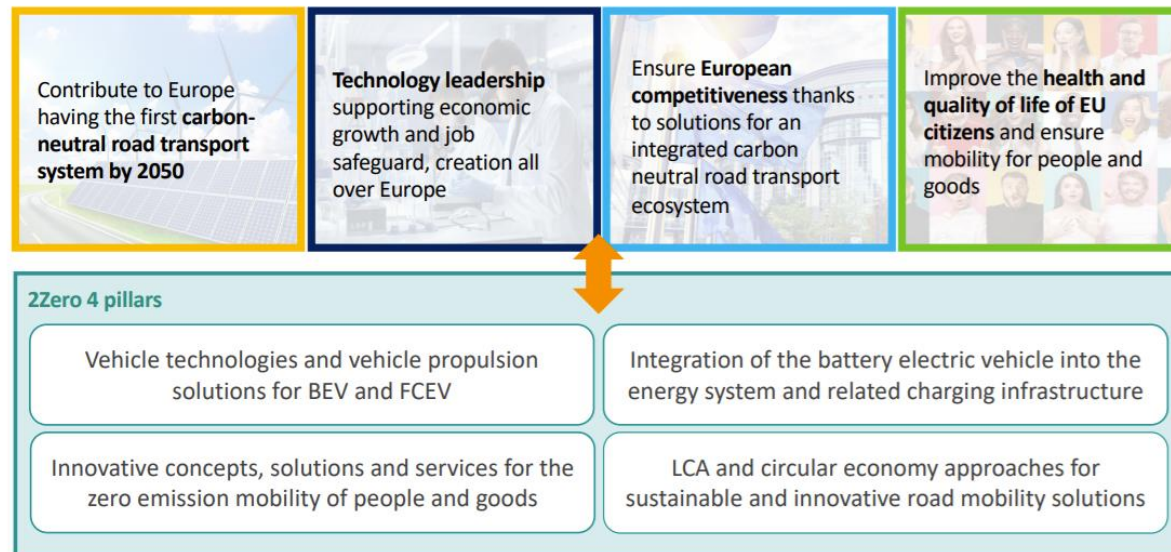 Contribute to Europe
having the first carbon-
neutral road transport
system by 2050
Technology leadership
supporting economic
growth and job
safeguard, creation all
over Europe
Ensure European
competitiveness thanks
to solutions for an
integrated carbon
neutral road transport
ecosystem
Improve the health and
quality of life of EU
citizens and ensure
mobility for people and
goods
2Zero 4 pillars
Vehicle technologies and vehicle propulsion
solutions for BEV and FCEV
Integration of the battery electric vehicle into the
energy system and related charging infrastructure
Innovative concepts, solutions and services for the
zero emission mobility of people and goods
LCA and circular economy approaches for
sustainable and innovative road mobility solutions